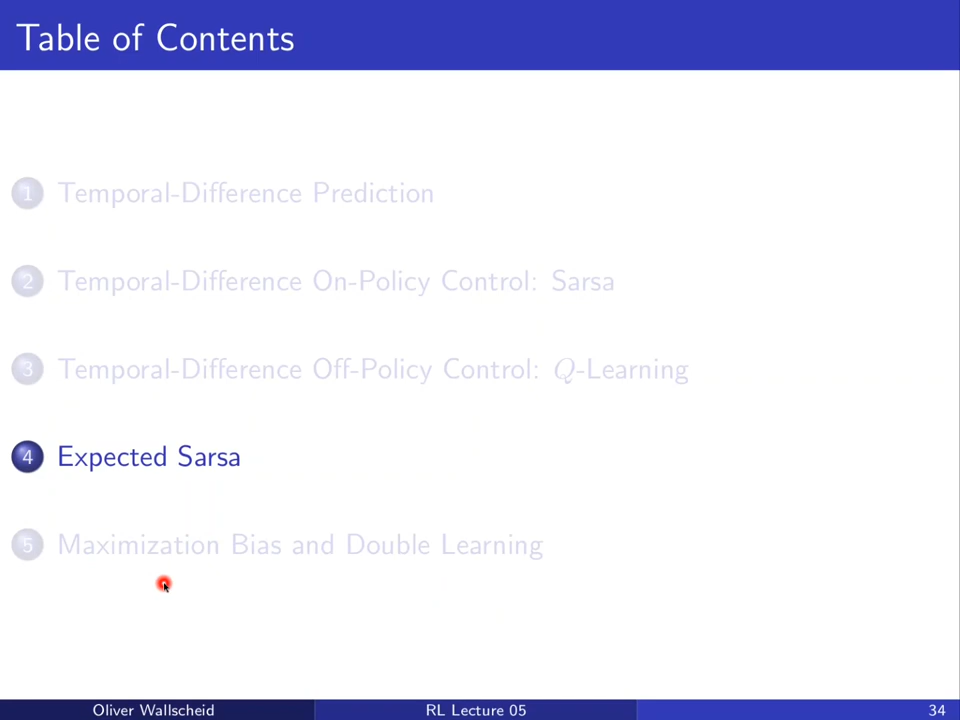 Table of Contents
1 Temporal-Difference Prediction
2 Temporal-Difference On-Policy Control: Sarsa
3 Temporal-Difference Off-Policy Control: Q-Learning
4 Expected Sarsa
5 Maximization Bias and Double Learning
Oliver Wallscheid RL Lecture 05 34